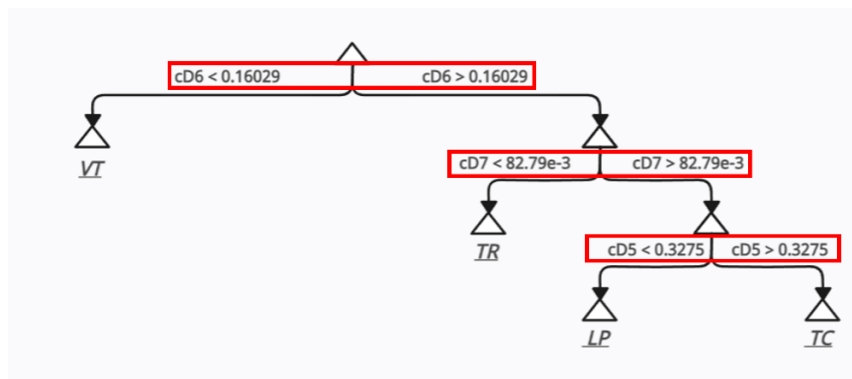 cD6 < 0.16029 cD6 > 0.16029
VT
cD7 < 82.79e-3 cD7 > 82.79e-3
TR
cD5 < 0.3275 cD5 > 0.3275
LP TC